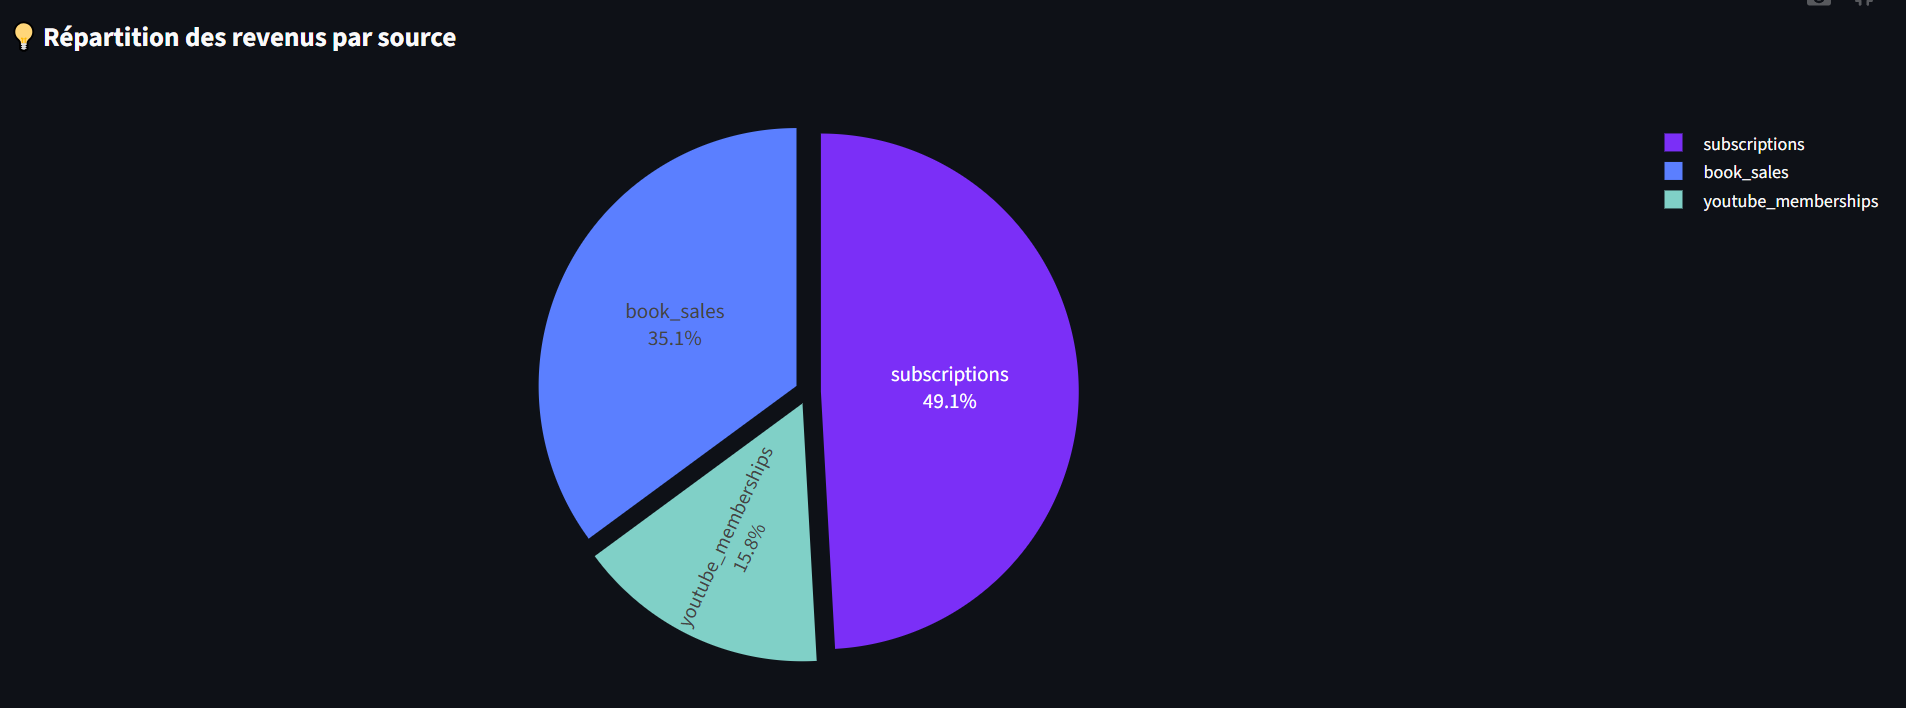 💡 Répartition des revenus par source
book_sales
35.1%
subscriptions
49.1%
youtube_memberships
15.8%
subscriptions
book_sales
youtube_memberships